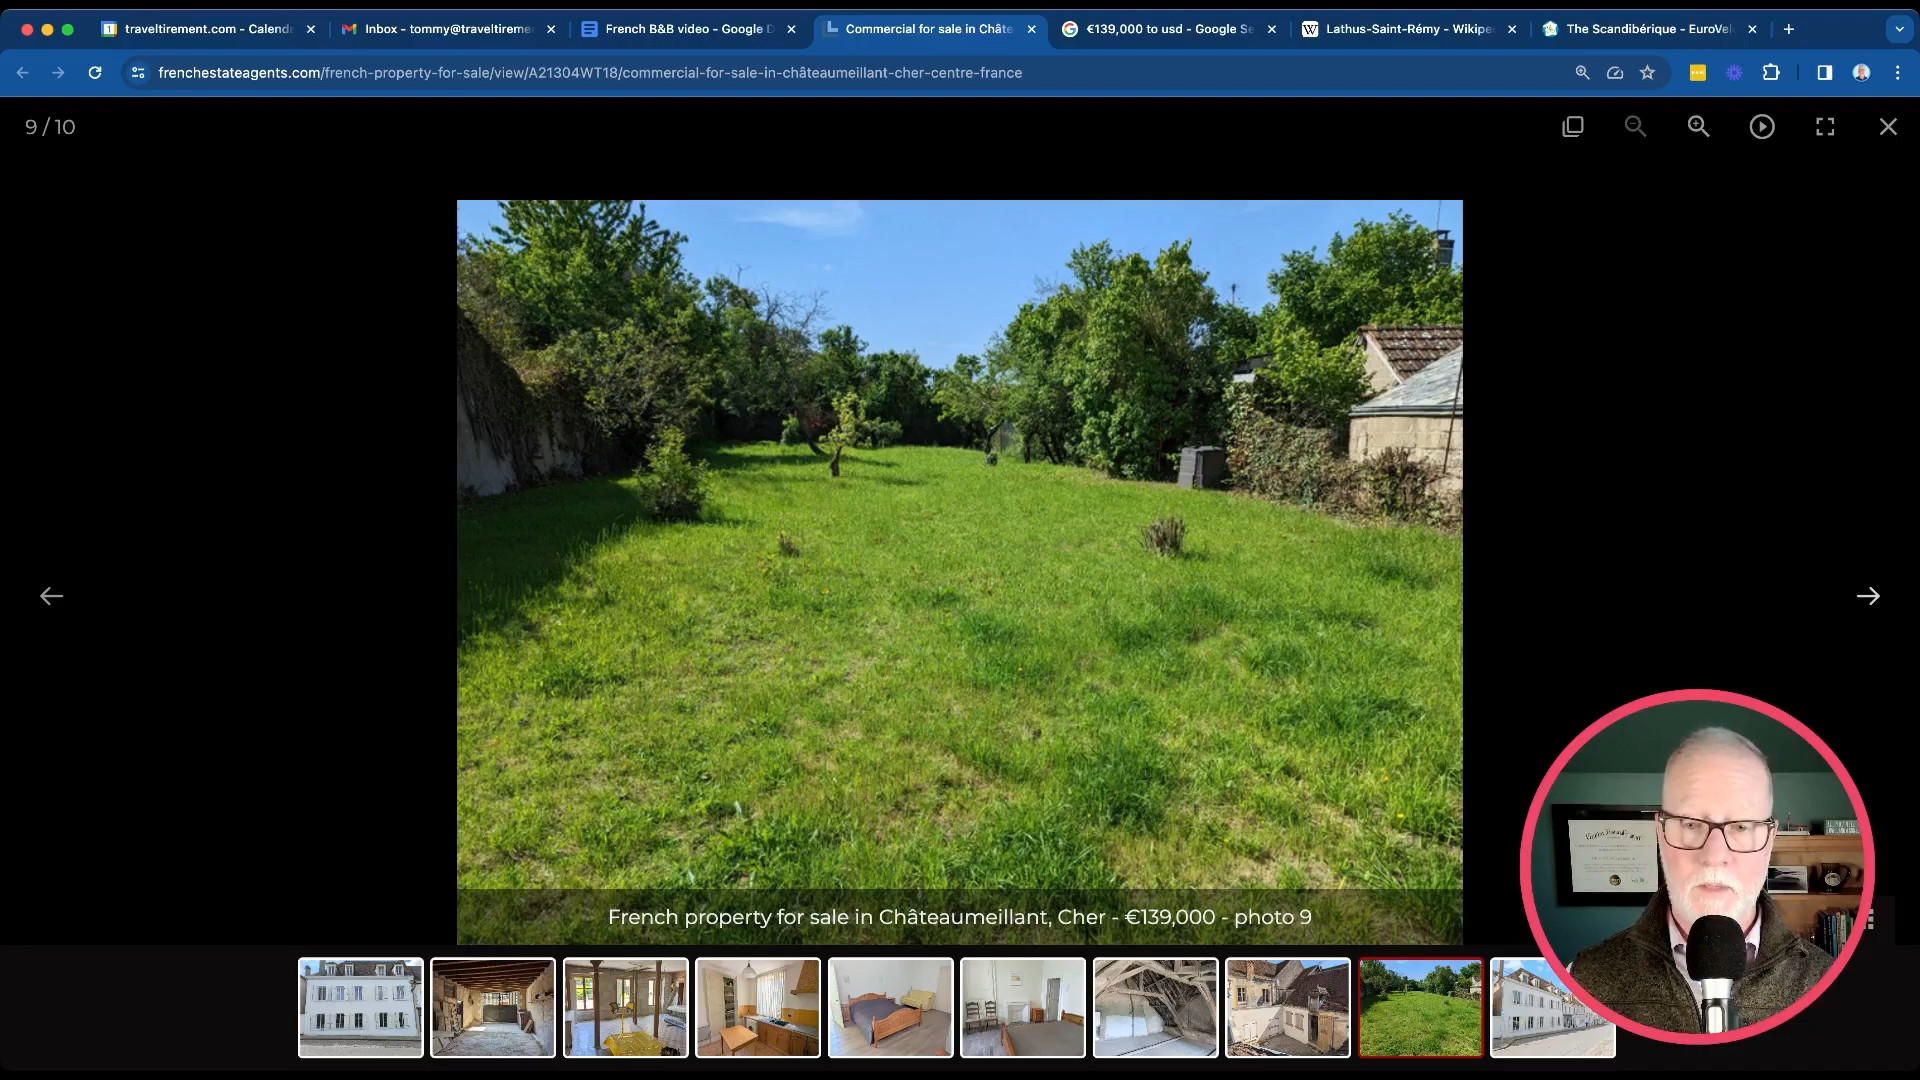 traveltirement.com - Calenda
Inbox - tommy@traveltireme
French B&B video - Google D
Commercial for sale in Châte
€139,000 to usd - Google Se
Lathus-Saint-Rémy - Wikipe
The Scandibérique - EuroVel
frenchestateagents.com/french-property-for-sale/view/A21304WT18/commercial-for-sale-in-châteaumeillant-cher-centre-france
9 / 10
French property for sale in Châteaumeillant, Cher - €139,000 - photo 9